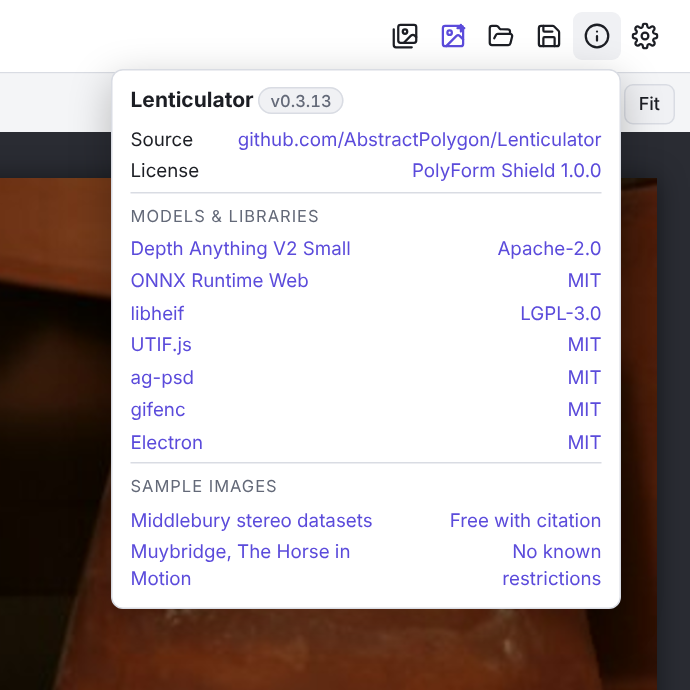 Lenticulator v0.3.13
Fit
Source github.com/AbstractPolygon/Lenticulator
License PolyForm Shield 1.0.0
MODELS & LIBRARIES
Depth Anything V2 Small Apache-2.0
ONNX Runtime Web MIT
libheif LGPL-3.0
UTIF.js MIT
ag-psd MIT
gifenc MIT
Electron MIT
SAMPLE IMAGES
Middlebury stereo datasets Free with citation
Muybridge, The Horse in No known
Motion restrictions